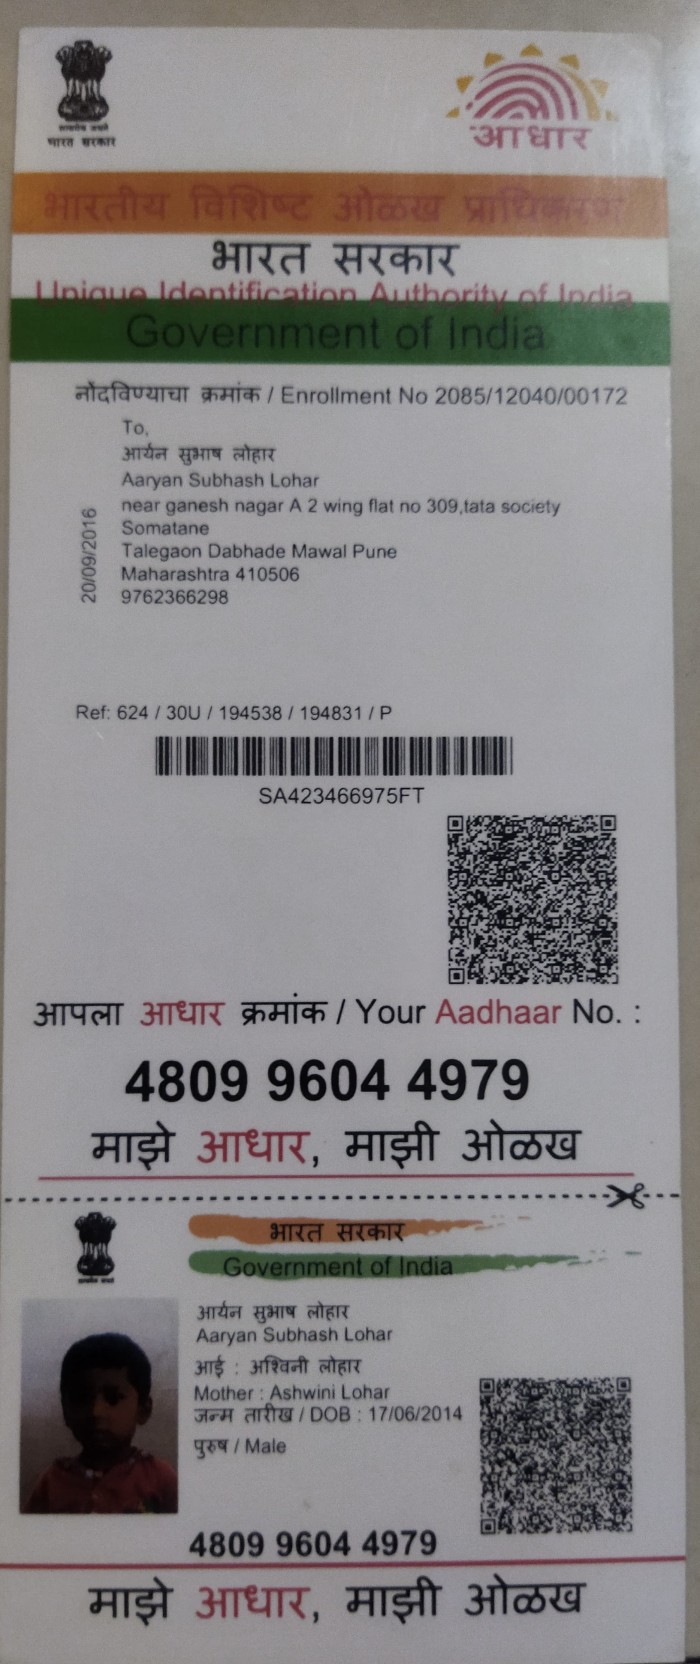 भारत सरकार
आधार
भारतीय विशिष्ट ओळख प्राधिकरण
भारत सरकार
Unique Identification Authority of India
Government of India
नोंदविण्याचा क्रमांक / Enrollment No 2085/12040/00172
To,
आर्यन सुभाष लोहार
Aaryan Subhash Lohar
near ganesh nagar A 2 wing flat no 309,tata society
Somatane
Talegaon Dabhade Mawal Pune
Maharashtra 410506
9762366298
20/09/2016
Ref: 624 / 30U / 194538 / 194831 / P
SA423466975FT
आपला आधार क्रमांक / Your Aadhaar No. :
4809 9604 4979
माझे आधार, माझी ओळख
भारत सरकार
Government of India
आर्यन सुभाष लोहार
Aaryan Subhash Lohar
आई : अश्विनी लोहार
Mother : Ashwini Lohar
जन्म तारीख / DOB : 17/06/2014
पुरुष / Male
4809 9604 4979
माझे आधार, माझी ओळख